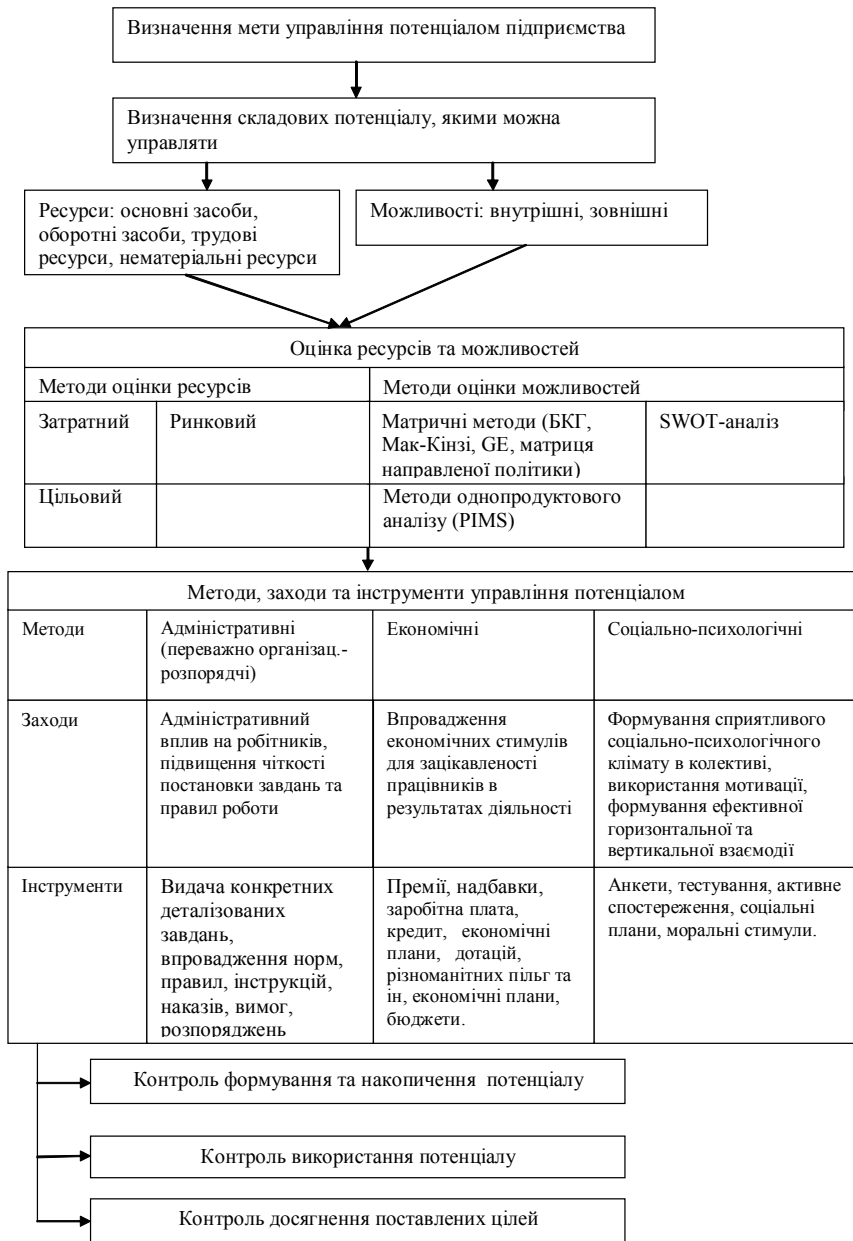 Визначення мети управління потенціалом підприємства
Визначення складових потенціалу, якими можна
управляти
Ресурси: основні засоби,
оборотні засоби, трудові
ресурси, нематеріальні ресурси
Можливості: внутрішні, зовнішні
Оцінка ресурсів та можливостей
Методи оцінки ресурсів
Методи оцінки можливостей
Затратний
Ринковий
Матричні методи (БКГ,
Мак-Кінзі, GE, матриця
направленої політики)
SWOT-аналіз
Цільовий
Методи однопродуктового
аналізу (PIMS)
Методи, заходи та інструменти управління потенціалом
Методи
Адміністративні
(переважно організац.-
розпорядчі)
Економічні
Соціально-психологічні
Заходи
Адміністративний
вплив на робітників,
підвищення чіткості
постановки завдань та
правил роботи
Впровадження
економічних стимулів
для зацікавленості
працівників в
результатах діяльності
Формування сприятливого
соціально-психологічного
клімату в колективі,
використання мотивації,
формування ефективної
горизонтальної та
вертикальної взаємодії
Інструменти
Видача конкретних
деталізованих
завдань,
впровадження норм,
правил, інструкцій,
наказів, вимог,
розпоряджень
Премії, надбавки,
заробітна плата,
кредит, економічні
плани, дотацій,
різноманітних пільг та
ін, економічні плани,
бюджети.
Анкети, тестування, активне
спостереження, соціальні
плани, моральні стимули.
Контроль формування та накопичення потенціалу
Контроль використання потенціалу
Контроль досягнення поставлених цілей